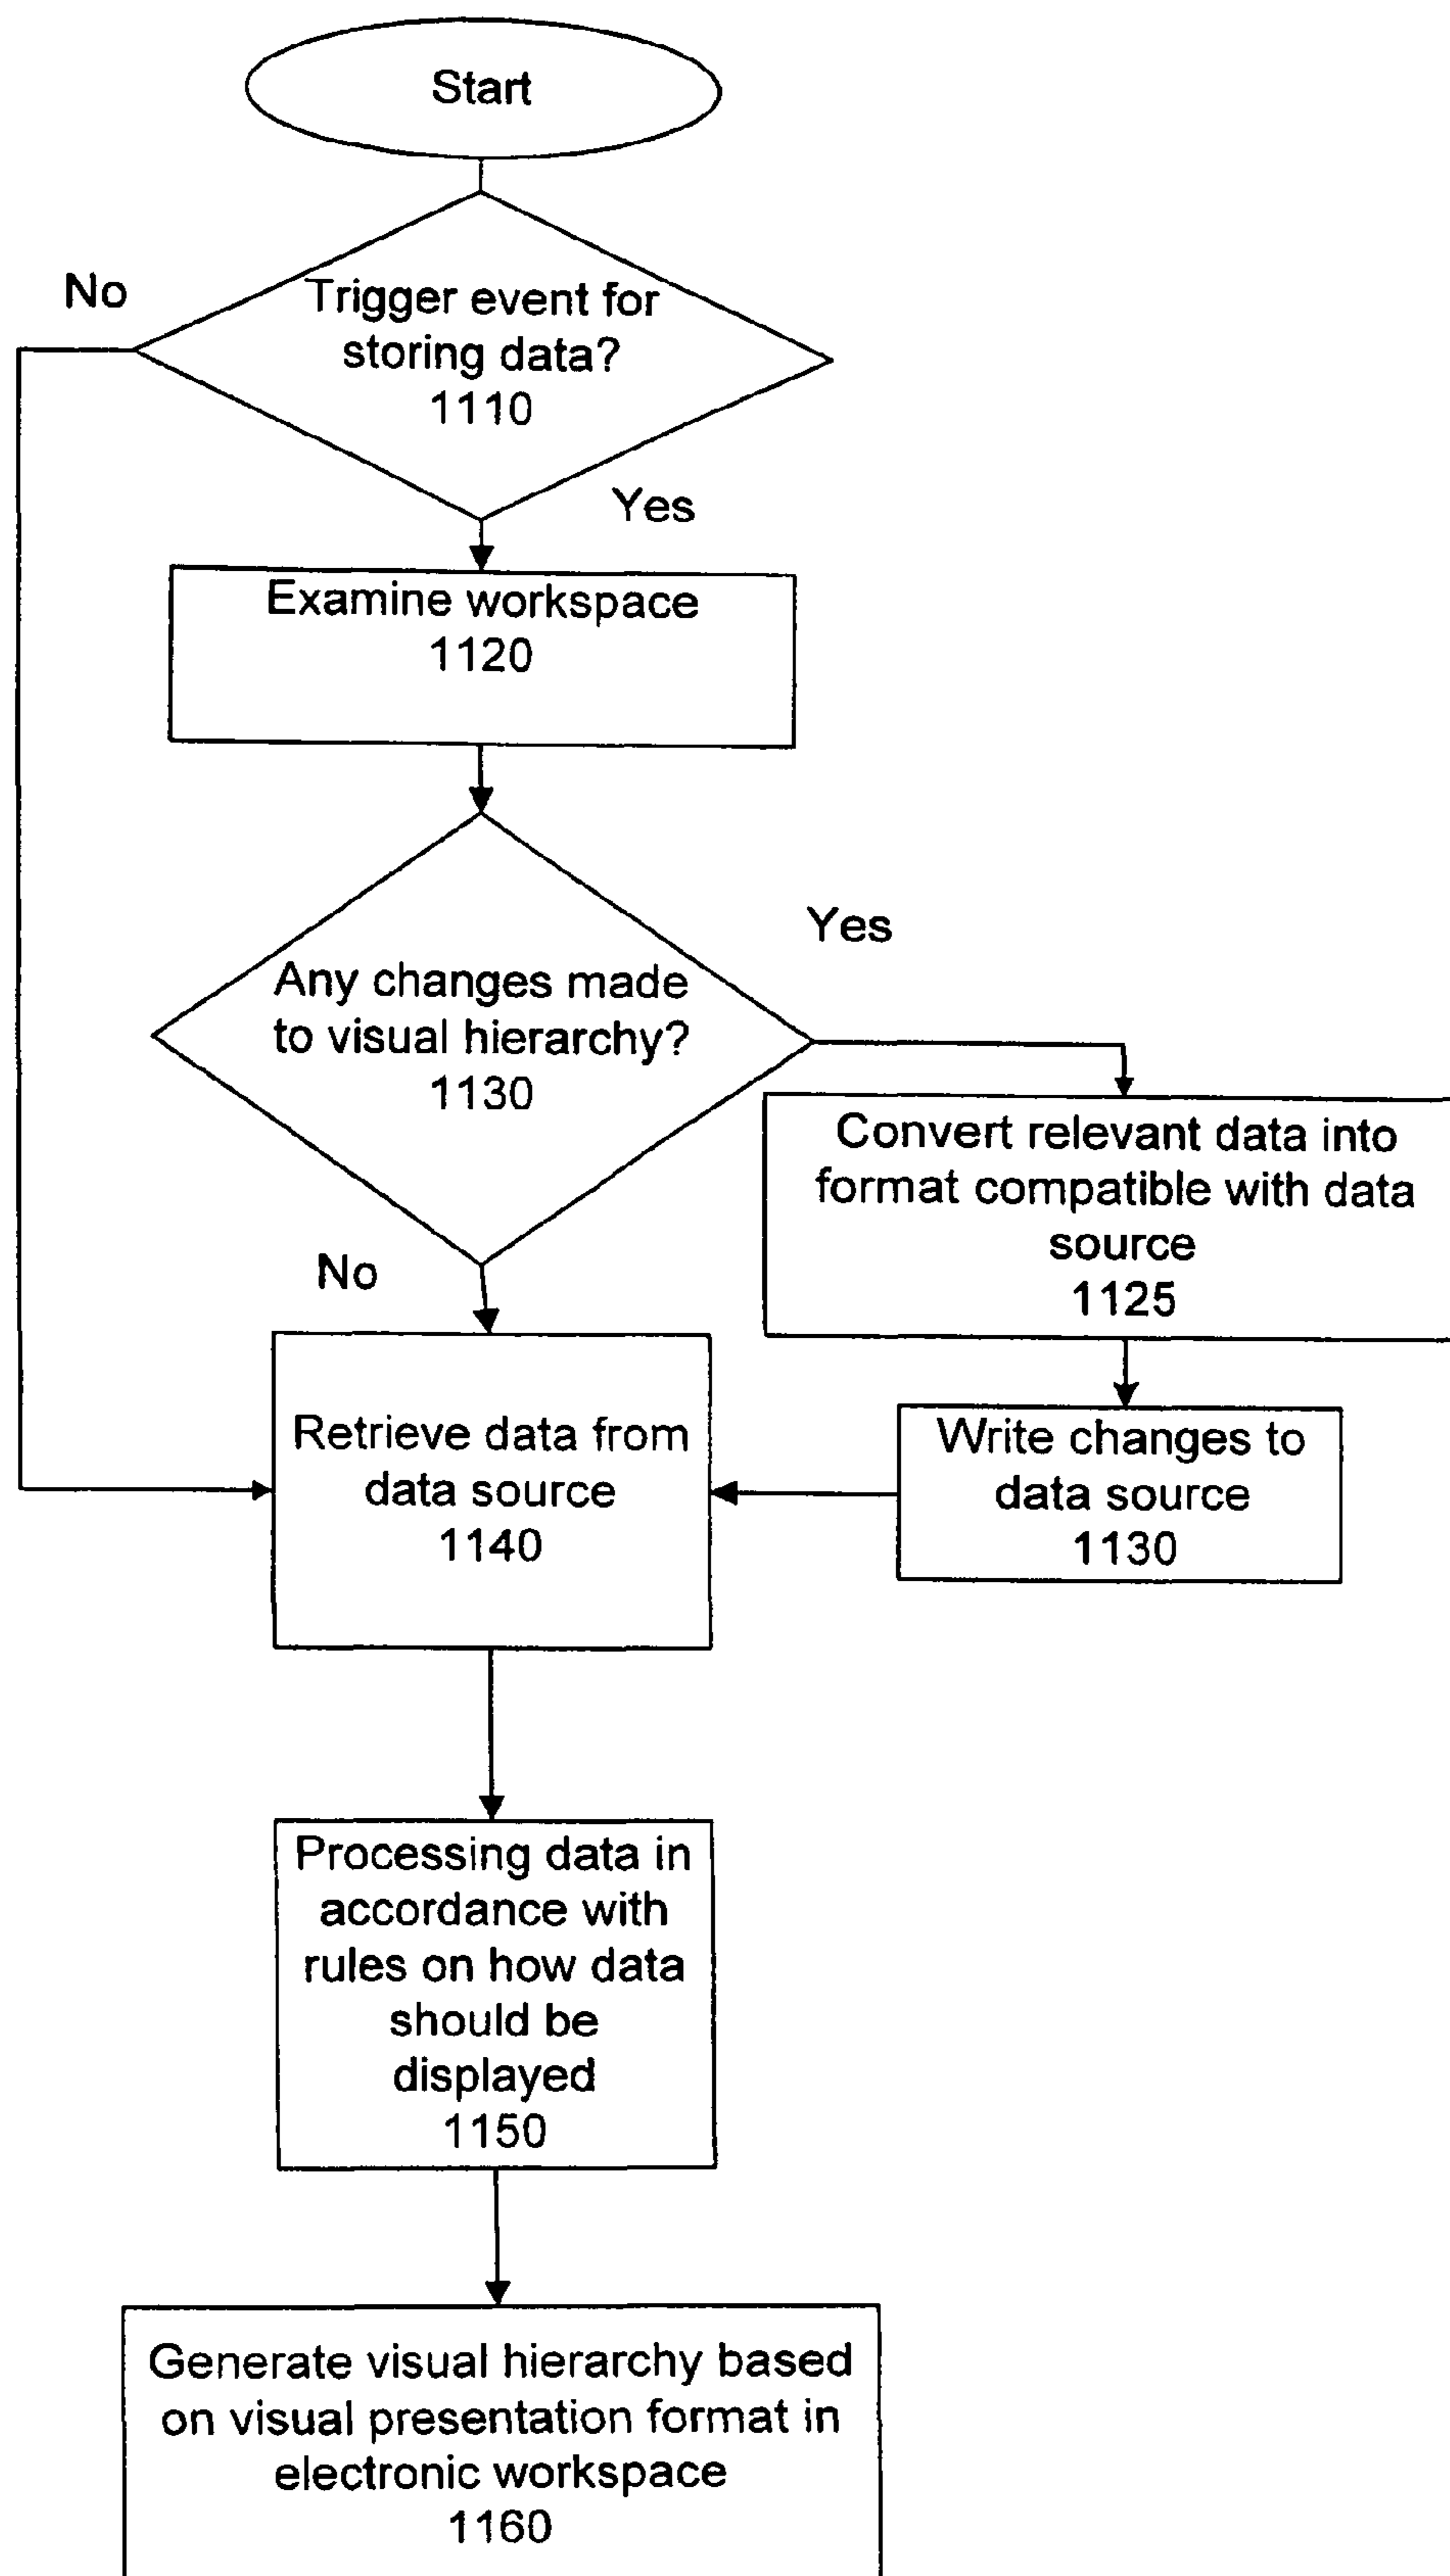 Start
No
Trigger event for
storing data?
1110
Yes
Examine workspace
1120
Yes
Any changes made
to visual hierarchy?
1130
Convert relevant data into
format compatible with data
source
1125
No
Retrieve data from
data source
1140
Write changes to
data source
1130
Processing data in
accordance with
rules on how data
should be
displayed
1150
Generate visual hierarchy based
on visual presentation format in
electronic workspace
1160